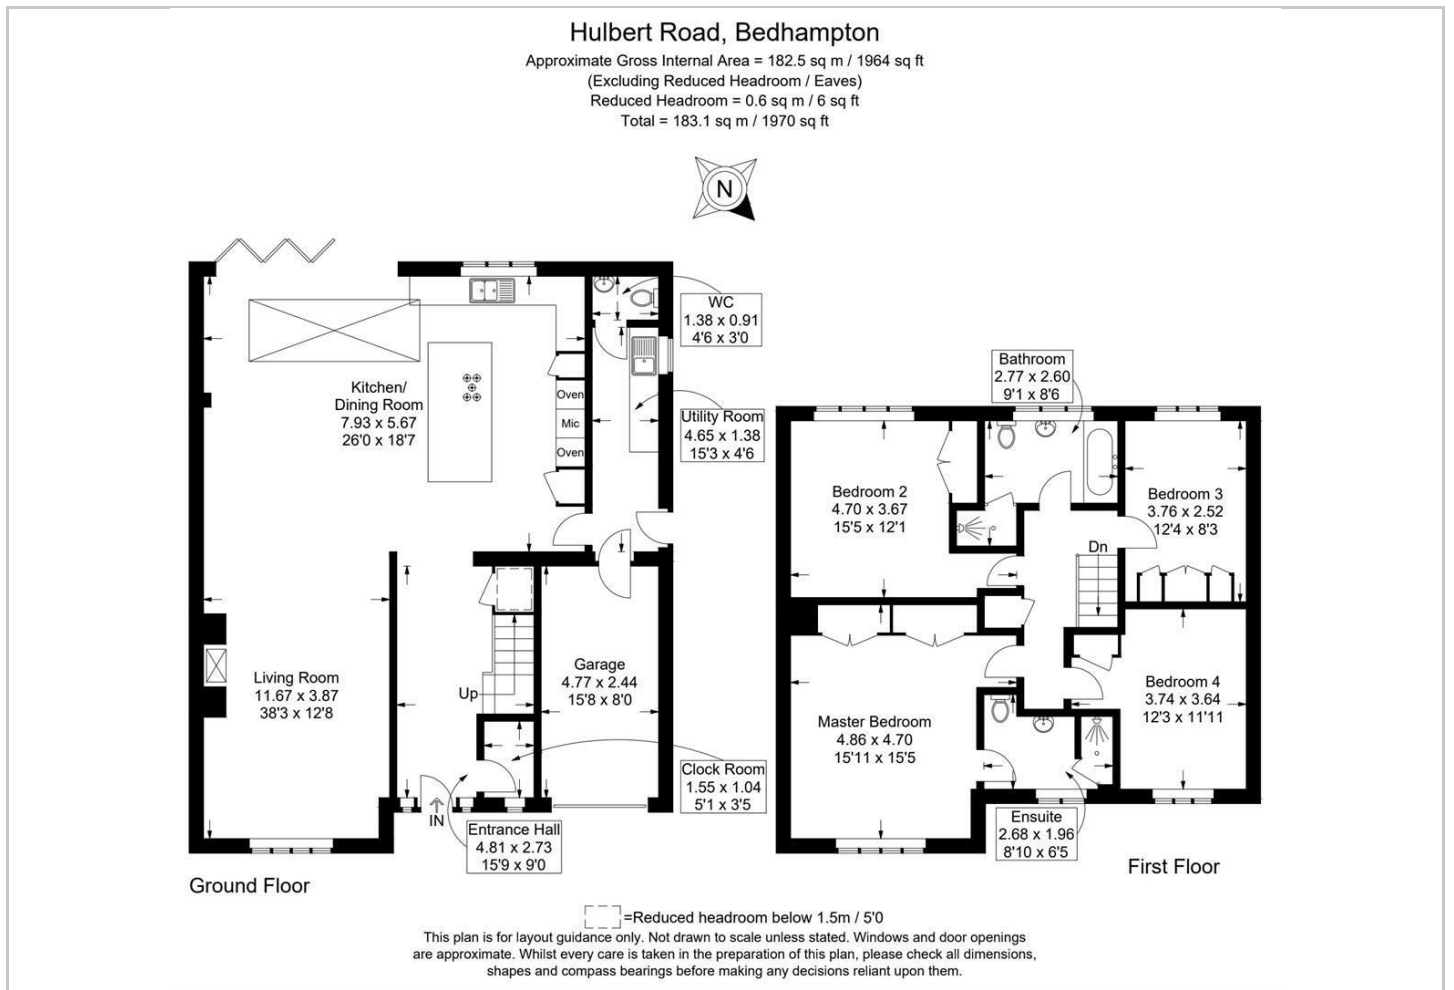 Hulbert Road, Bedhampton
Approximate Gross Internal Area = 182.5 sq m / 1964 sq ft
(Excluding Reduced Headroom / Eaves)
Reduced Headroom = 0.6 sq m / 6 sq ft
Total = 183.1 sq m / 1970 sq ft
N
WC
1.38 x 0.91
4'6 x 3'0
Kitchen/
Dining Room
7.93 x 5.67
26'0 x 18'7
Oven
Mic
Oven
Utility Room
4.65 x 1.38
15'3 x 4'6
Living Room
11.67 x 3.87
38'3 x 12'8
Up
Garage
4.77 x 2.44
15'8 x 8'0
Clock Room
1.55 x 1.04
5'1 x 3'5
IN
Entrance Hall
4.81 x 2.73
15'9 x 9'0
Ground Floor
Bathroom
2.77 x 2.60
9'1 x 8'6
Bedroom 2
4.70 x 3.67
15'5 x 12'1
Bedroom 3
3.76 x 2.52
12'4 x 8'3
Dn
Master Bedroom
4.86 x 4.70
15'11 x 15'5
Bedroom 4
3.74 x 3.64
12'3 x 11'11
Ensuite
2.68 x 1.96
8'10 x 6'5
First Floor
=Reduced headroom below 1.5m / 5'0
This plan is for layout guidance only. Not drawn to scale unless stated. Windows and door openings
are approximate. Whilst every care is taken in the preparation of this plan, please check all dimensions,
shapes and compass bearings before making any decisions reliant upon them.